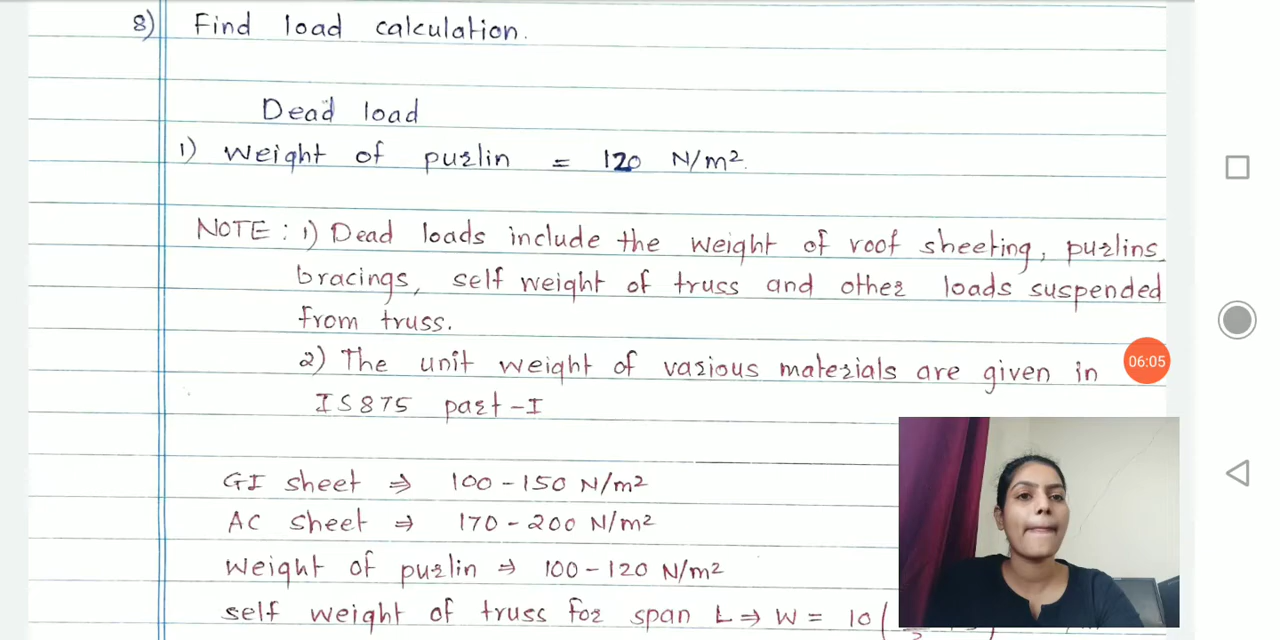 8) Find load calculation.
Dead load
1) Weight of purlin = 120 N/m².
NOTE : 1) Dead loads include the weight of roof sheeting, purlins
bracings, self weight of truss and other loads suspended
from truss.
2) The unit weight of various materials are given in
06:05
IS875 part-I
GI sheet ⇒ 100-150 N/m²
AC sheet ⇒ 170-200 N/m²
Weight of purlin ⇒ 100-120 N/m²
self weight of truss for span L ⇒ W = 10 (